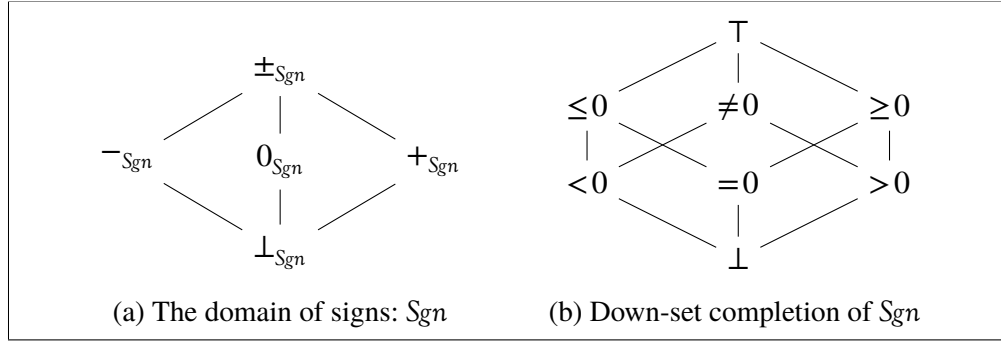 ±Sgn
−Sgn 0Sgn +Sgn
⊥Sgn
(a) The domain of signs: Sgn
⊤
≤0 ≠0 ≥0
<0 =0 >0
⊥
(b) Down-set completion of Sgn